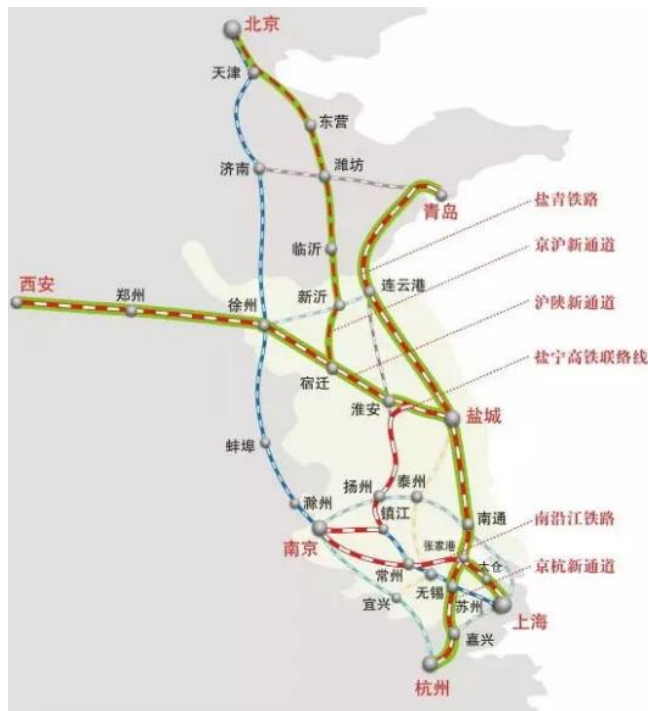 北京
天津
东营
济南
潍坊
青岛
盐青铁路
临沂
京沪新通道
西安
郑州
徐州
新沂
连云港
沪陕新通道
宿迁
盐宁高铁联络线
淮安
盐城
蚌埠
扬州
泰州
滁州
镇江
南通
南沿江铁路
南京
张家港
太仓
常州
无锡
京杭新通道
宜兴
苏州
上海
嘉兴
杭州